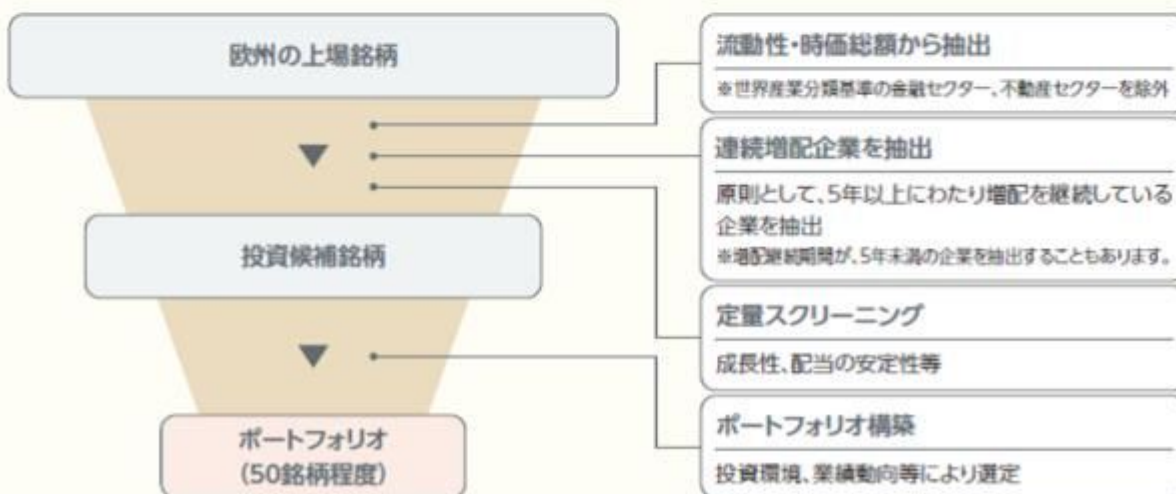 欧州の上場銘柄
▼
投資候補銘柄
▼
ポートフォリオ
(50銘柄程度)
流動性・時価総額から抽出
※世界産業分類基準の金融セクター、不動産セクターを除外
連続増配企業を抽出
原則として、5年以上にわたり増配を継続している
企業を抽出
※増配継続期間が、5年未満の企業を抽出することもあります。
定量スクリーニング
成長性、配当の安定性等
ポートフォリオ構築
投資環境、業績動向等により選定